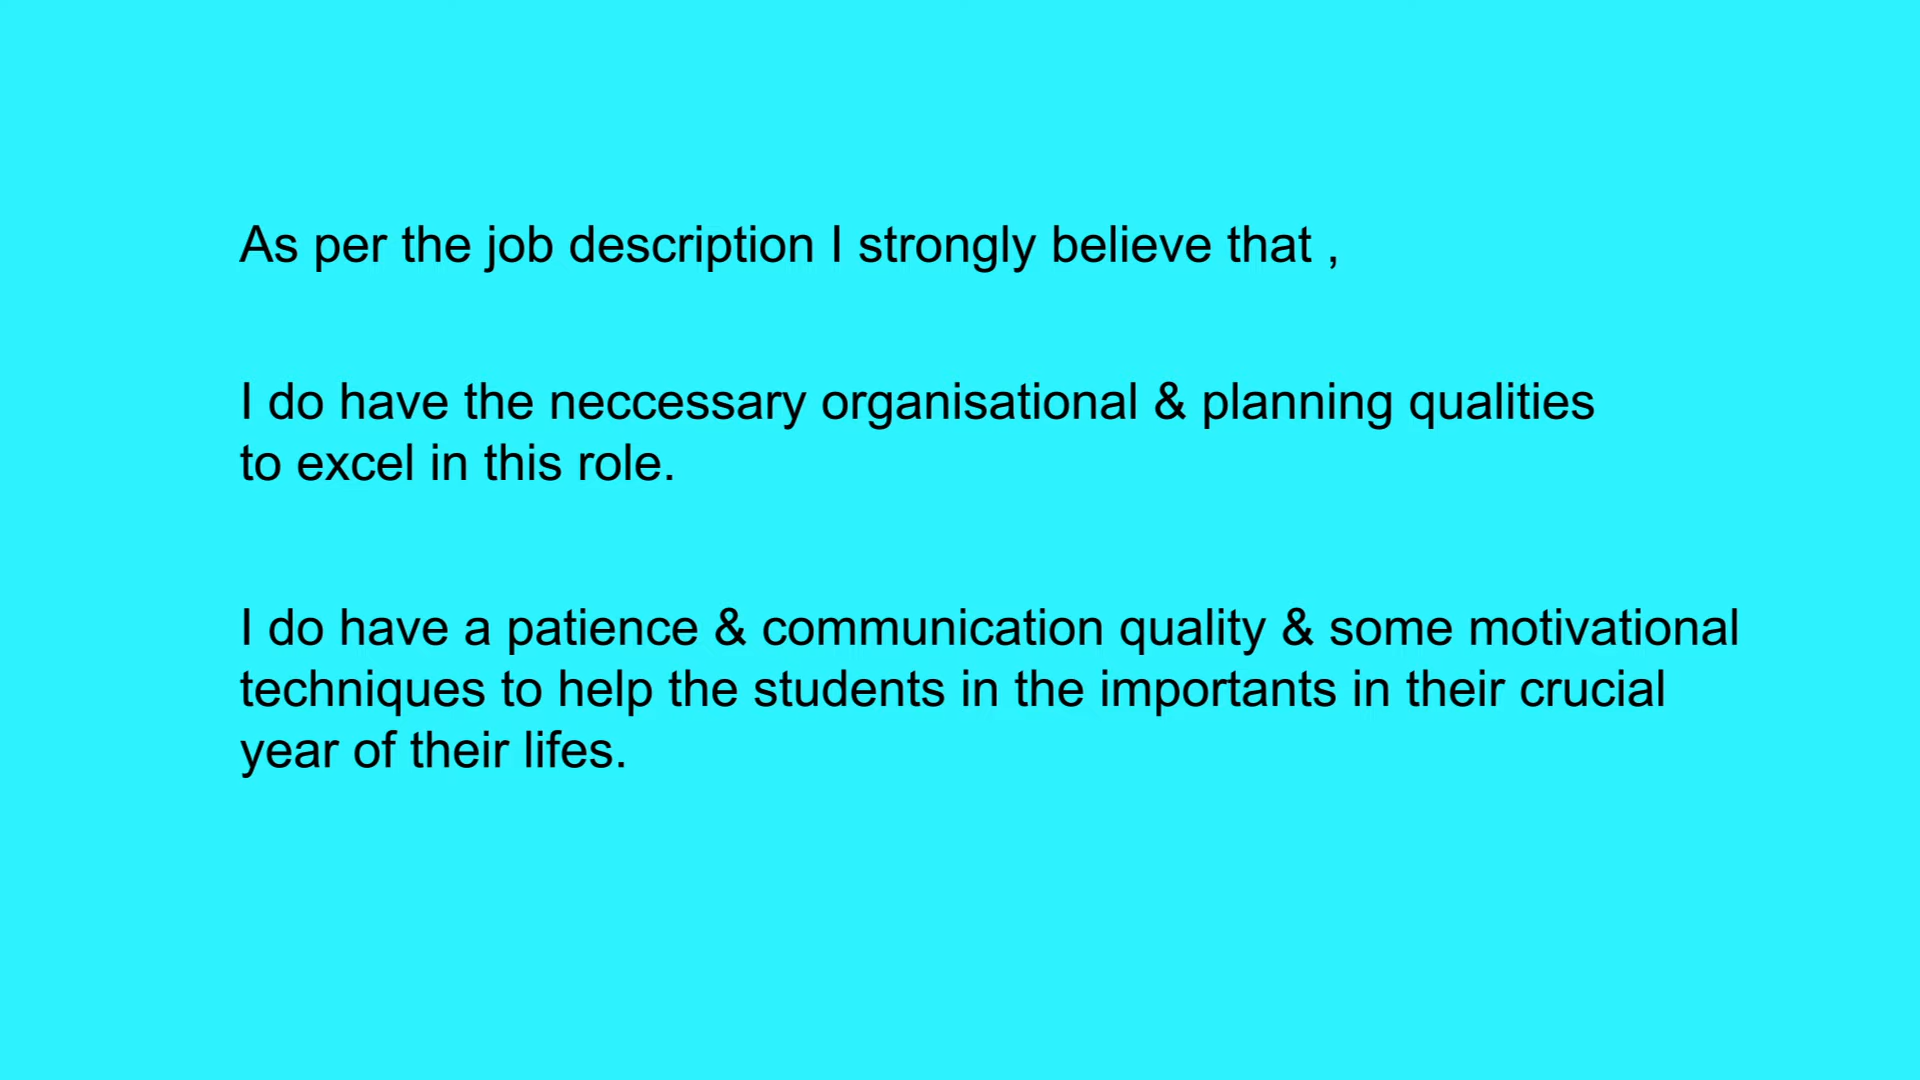 As per the job description I strongly believe that ,
I do have the neccessary organisational & planning qualities
to excel in this role.
I do have a patience & communication quality & some motivational
techniques to help the students in the importants in their crucial
year of their lifes.